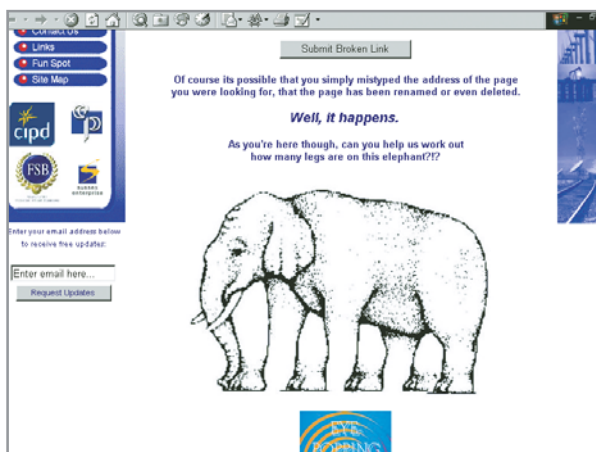 Contact Us
Links
Fun Spot
Site Map
cipd
FSB
sussex
enterprise
Enter your email address below
to receive free updates:
Enter email here...
Request Updates
Submit Broken Link
Of course its possible that you simply mistyped the address of the page
you were looking for, that the page has been renamed or even deleted.
Well, it happens.
As you're here though, can you help us work out
how many legs are on this elephant?!?
EYE
POPPING